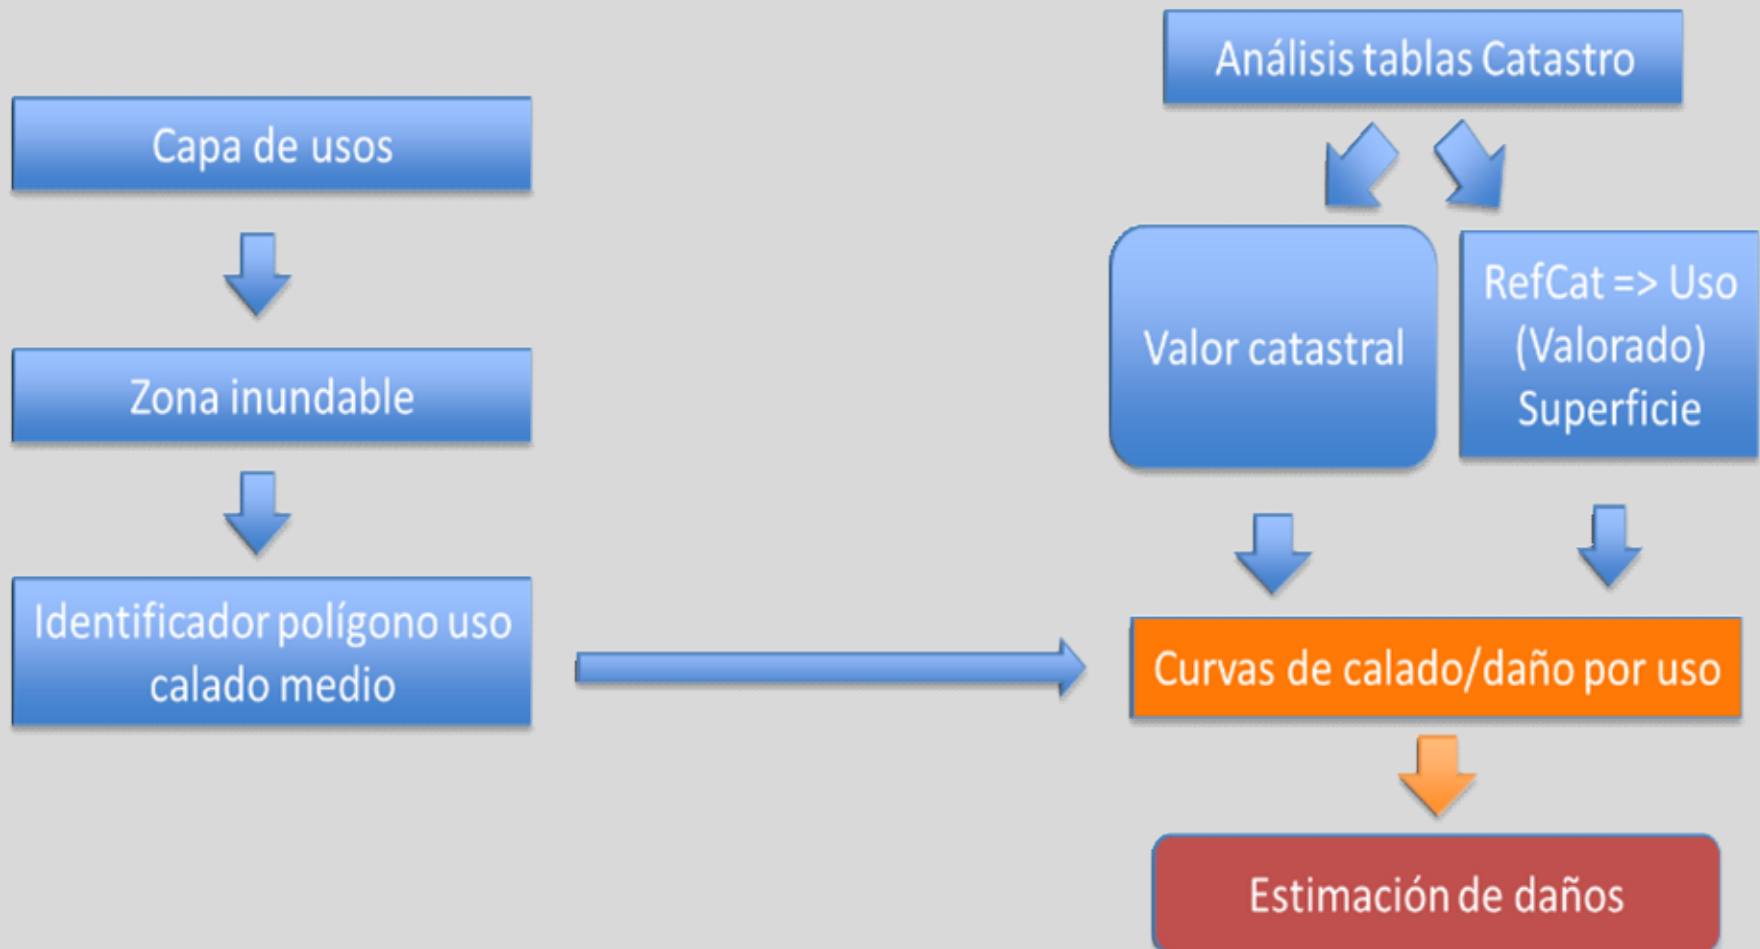 Análisis tablas Catastro
Capa de usos
Zona inundable
Identificador polígono uso
calado medio
Valor catastral
RefCat => Uso
(Valorado)
Superficie
Curvas de calado/daño por uso
Estimación de daños